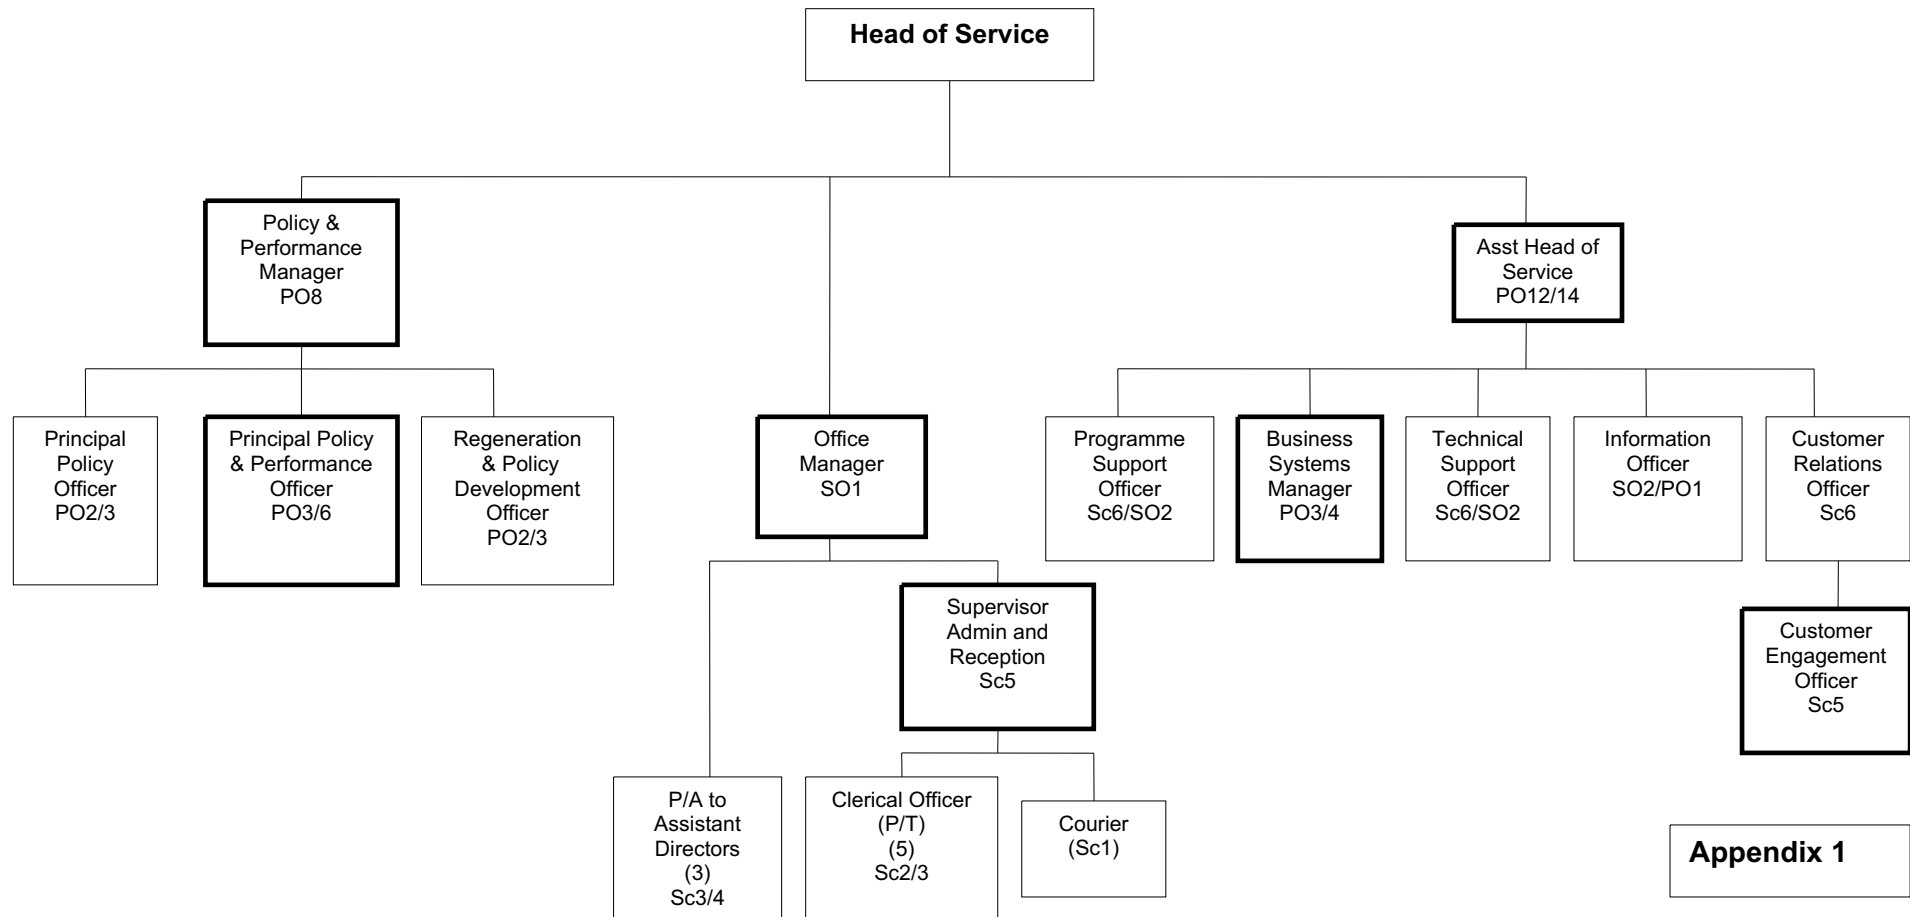 Head of Service
Policy &
Performance
Manager
PO8
Asst Head of
Service
PO12/14
Principal
Policy
Officer
PO2/3
Principal Policy
& Performance
Officer
PO3/6
Regeneration
& Policy
Development
Officer
PO2/3
Office
Manager
SO1
Programme
Support
Officer
Sc6/SO2
Business
Systems
Manager
PO3/4
Technical
Support
Officer
Sc6/SO2
Information
Officer
SO2/PO1
Customer
Relations
Officer
Sc6
Supervisor
Admin and
Reception
Sc5
Customer
Engagement
Officer
Sc5
P/A to
Assistant
Directors
(3)
Sc3/4
Clerical Officer
(P/T)
(5)
Sc2/3
Courier
(Sc1)
Appendix 1